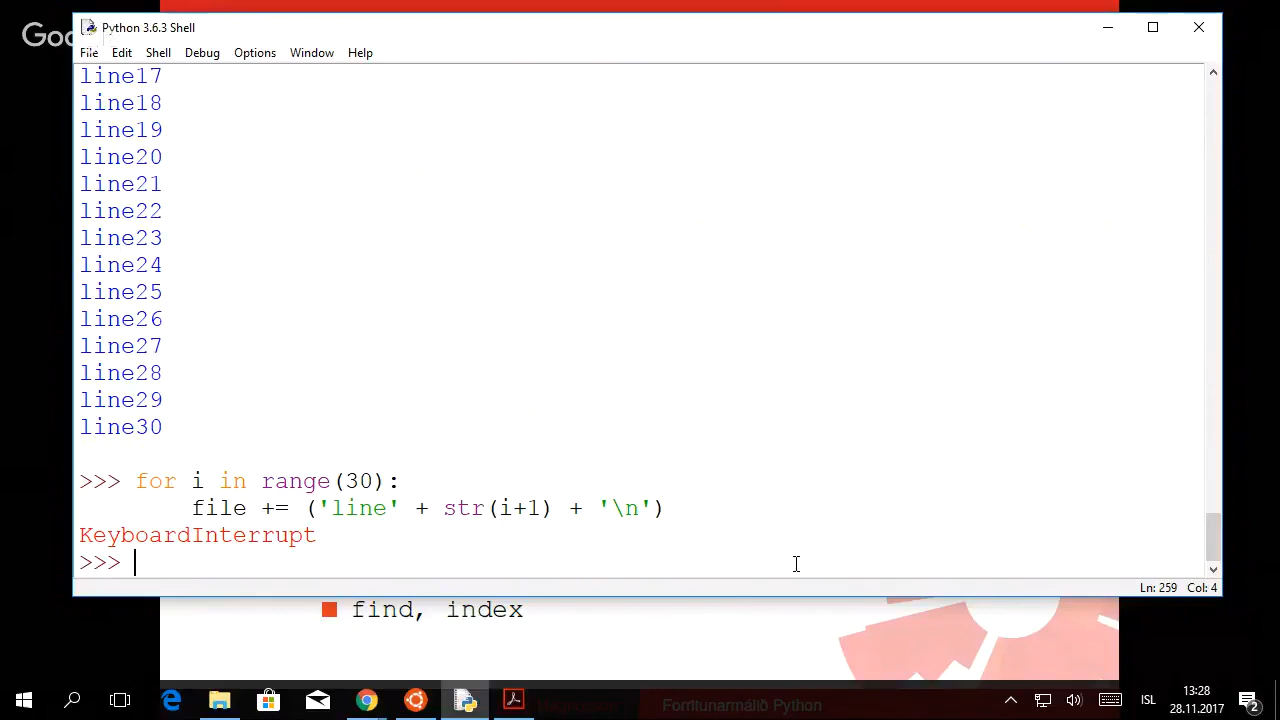 Goo
Python 3.6.3 Shell
File Edit Shell Debug Options Window Help
line17
line18
line19
line20
line21
line22
line23
line24
line25
line26
line27
line28
line29
line30
>>> for i in range(30):
file += ('line' + str(i+1) + '\n')
KeyboardInterrupt
>>>
Ln: 259 Col: 4
find, index
Forritunarmálið Python
ISL
13:28
28.11.2017
2